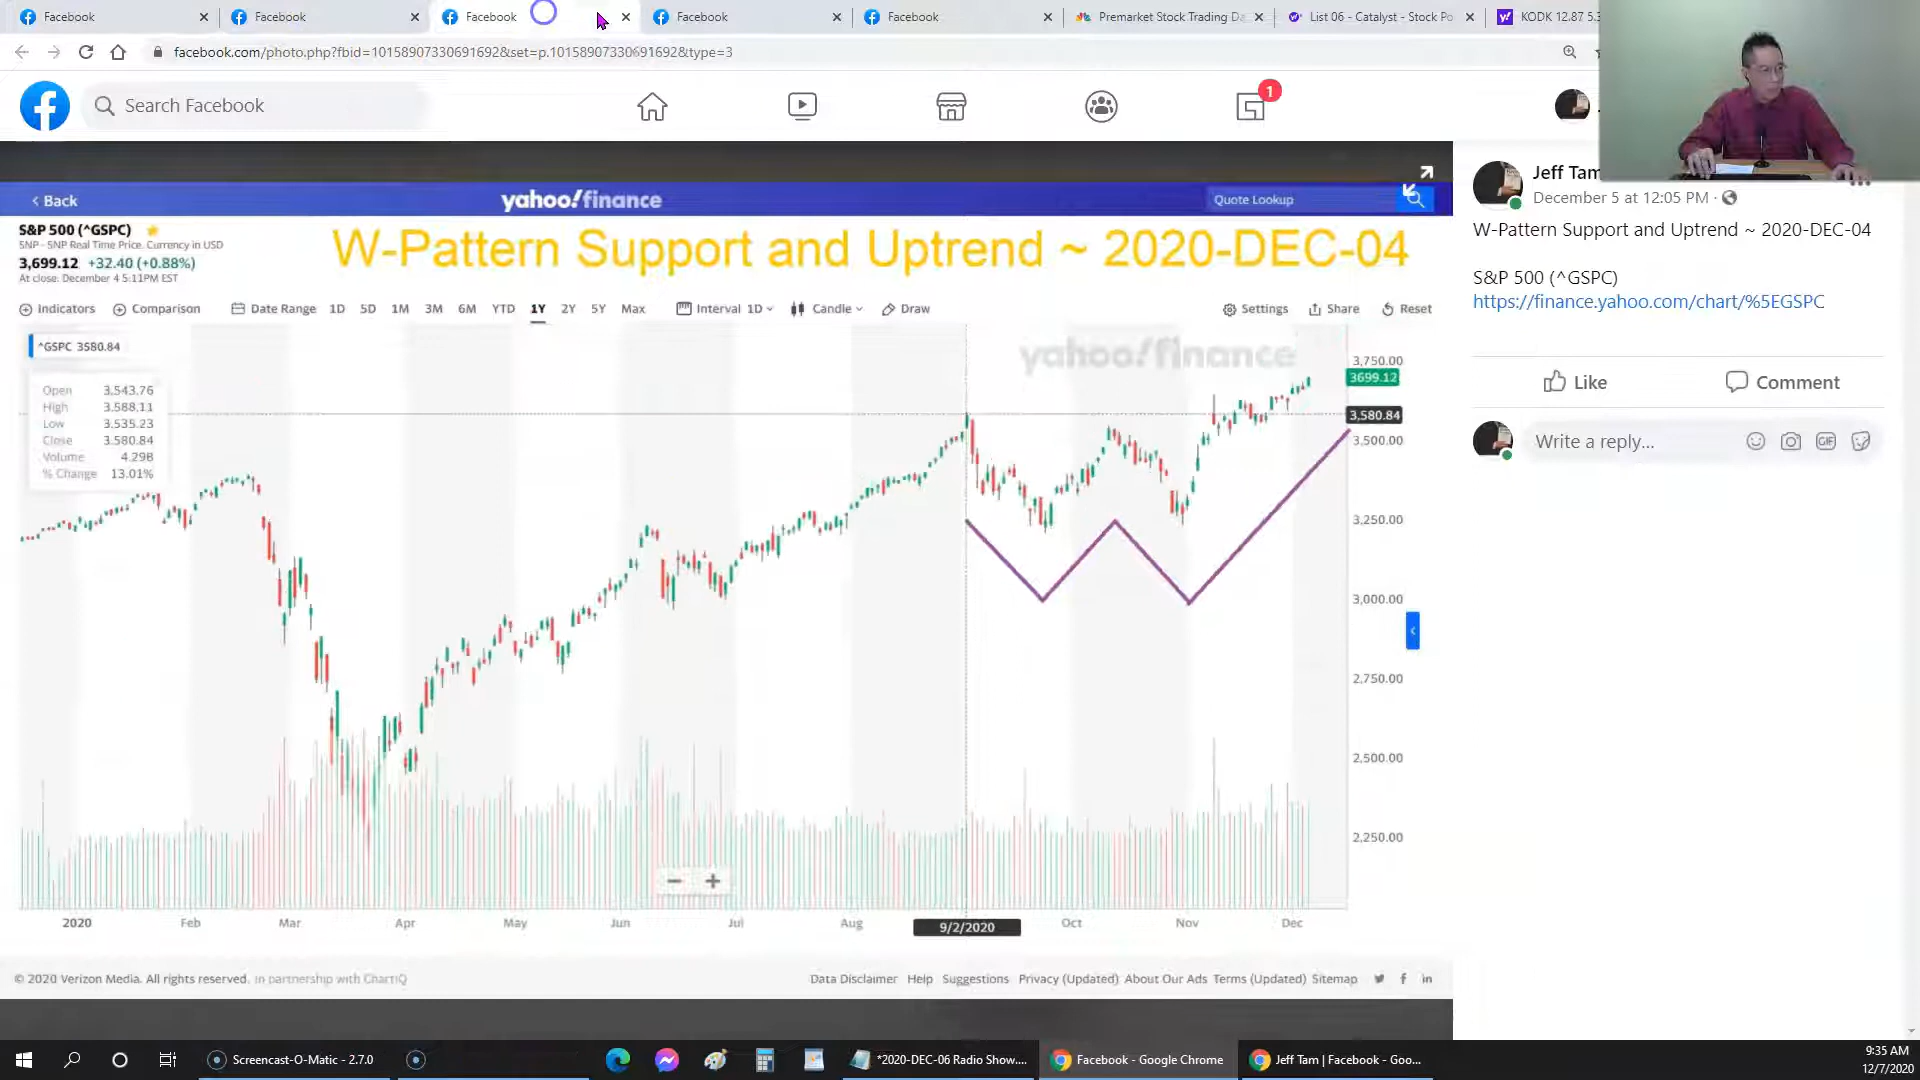 Facebook
Facebook
Facebook
Facebook
Facebook
Premarket Stock Trading Da
List 06 - Catalyst - Stock Po
KODK 12.87 5.3
facebook.com/photo.php?fbid=10158907330691692&set=p.10158907330691692&type=3
Search Facebook
1
< Back
yahoo!finance
Quote Lookup
S&P 500 (^GSPC)
SNP - SNP Real Time Price. Currency in USD
3,699.12 +32.40 (+0.88%)
At close: December 4 5:11PM EST
W-Pattern Support and Uptrend ~ 2020-DEC-04
Indicators Comparison Date Range 1D 5D 1M 3M 6M YTD 1Y 2Y 5Y Max Interval 1D Candle Draw Settings Share Reset
^GSPC 3580.84
yahoo!finance
Open 3,543.76
High 3,588.11
Low 3,535.23
Close 3,580.84
Volume 4.29B
% Change 13.01%
3,750.00
3699.12
3,580.84
3,500.00
3,250.00
3,000.00
2,750.00
2,500.00
2,250.00
2020 Feb Mar Apr May Jun Jul Aug 9/2/2020 Oct Nov Dec
© 2020 Verizon Media. All rights reserved. In partnership with ChartIQ
Data Disclaimer Help Suggestions Privacy (Updated) About Our Ads Terms (Updated) Sitemap
Jeff Tam
December 5 at 12:05 PM
W-Pattern Support and Uptrend ~ 2020-DEC-04
S&P 500 (^GSPC)
https://finance.yahoo.com/chart/%5EGSPC
Like Comment
Write a reply...
GIF
Screencast-O-Matic - 2.7.0
*2020-DEC-06 Radio Show....
Facebook - Google Chrome
Jeff Tam | Facebook - Goo...
9:35 AM
12/7/2020